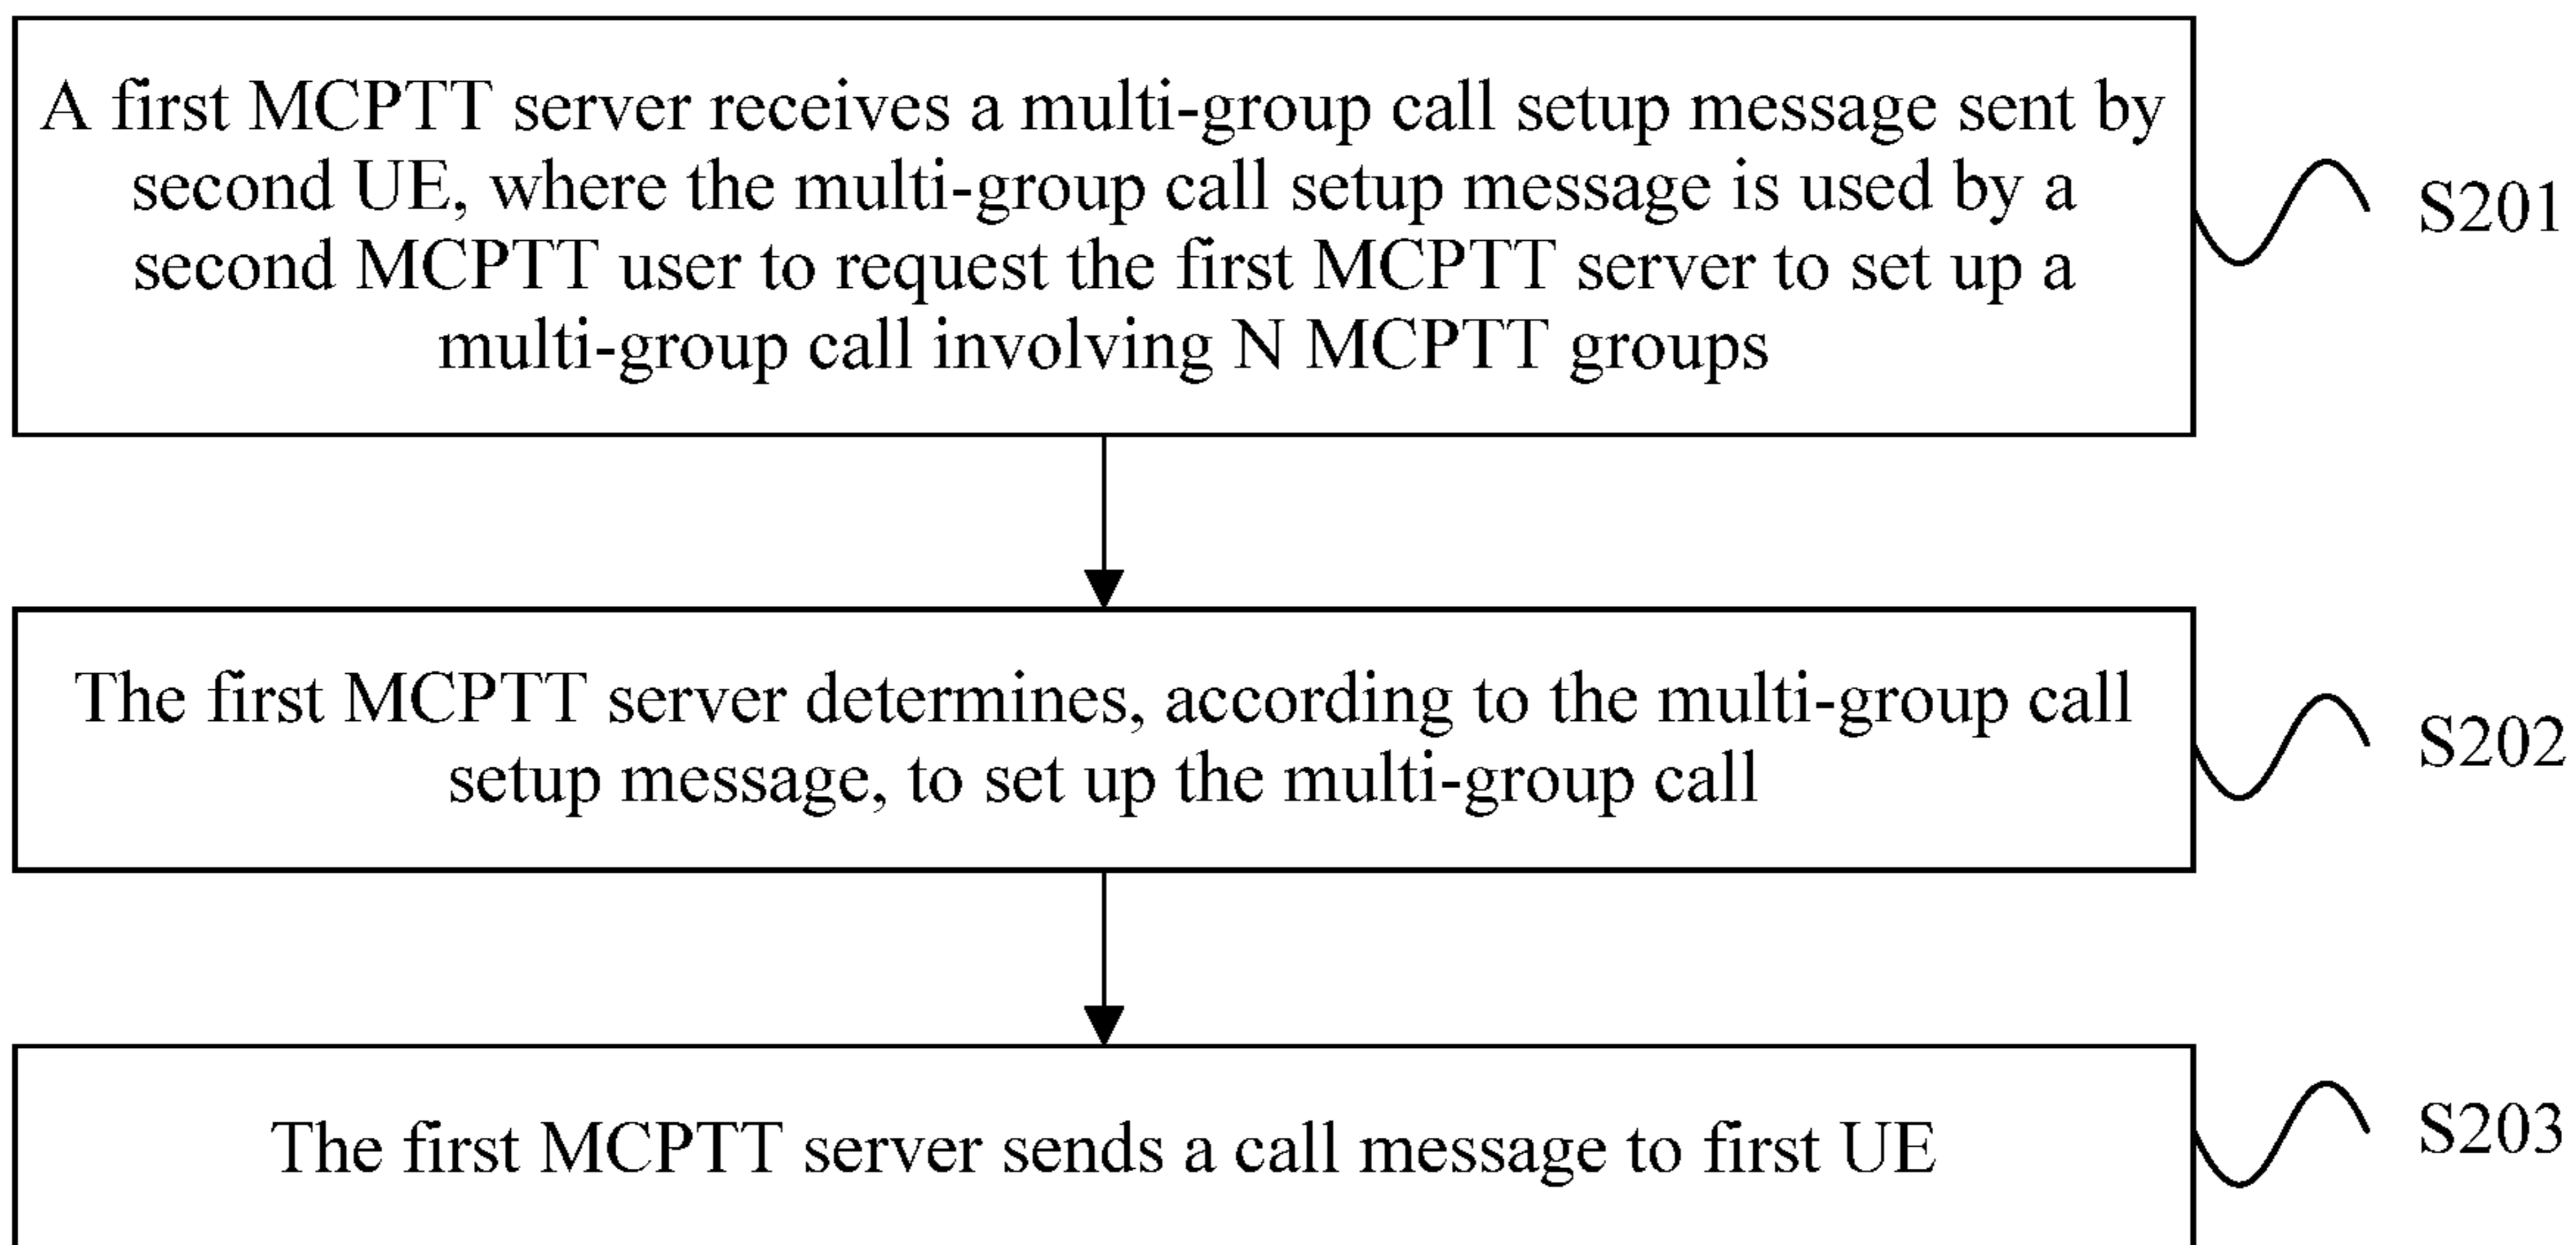 A first MCPTT server receives a multi-group call setup message sent by
second UE, where the multi-group call setup message is used by a
second MCPTT user to request the first MCPTT server to set up a
multi-group call involving N MCPTT groups
S201
The first MCPTT server determines, according to the multi-group call
setup message, to set up the multi-group call
S202
The first MCPTT server sends a call message to first UE
S203